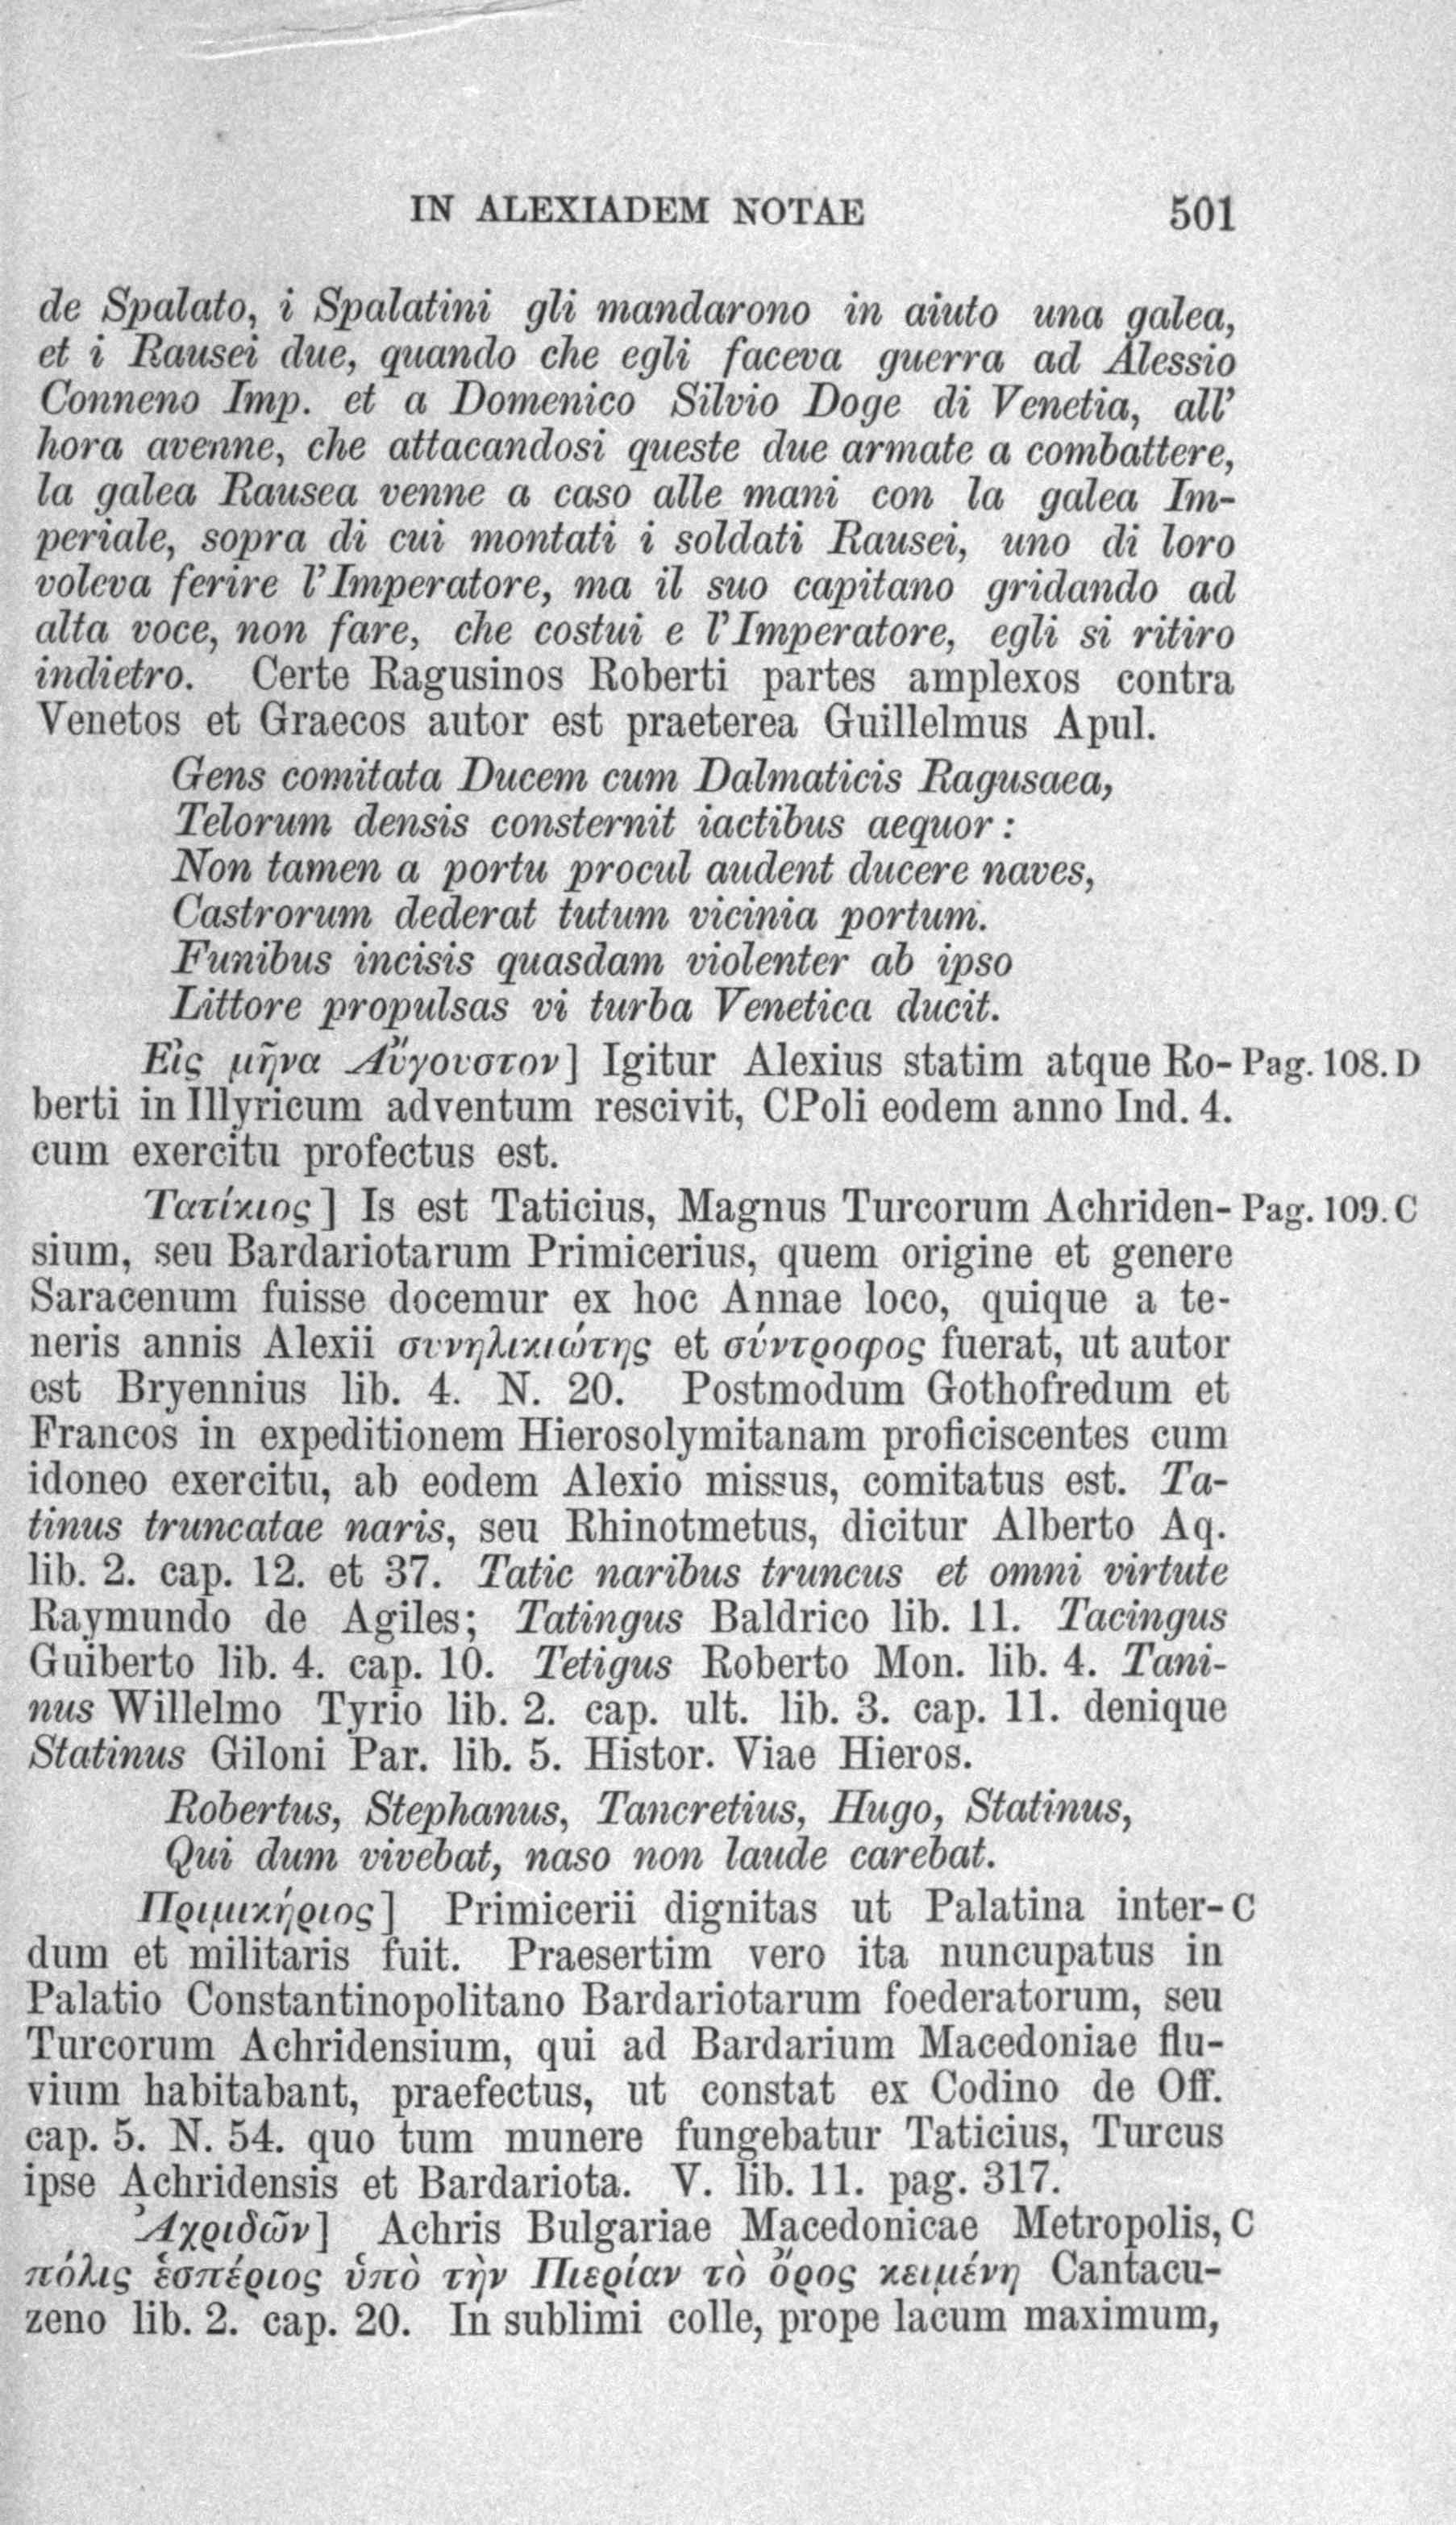 IN ALEXIADEM NOTAE 501
de Spalato, i Spalatini gli mandarono in aiuto una galea,
et i Rausei due, quando che egli faceva guerra ad Alessio
Conneno Imp. et a Domenico Silvio Doge di Venetia, all'
hora avenne, che attacandosi queste due armate a combattere,
la galea Rausea venne a caso alle mani con la galea Im-
periale, sopra di cui montati i soldati Rausei, uno di loro
voleva ferire l'Imperatore, ma il suo capitano gridando ad
alta voce, non fare, che costui e l'Imperatore, egli si ritiro
indietro. Certe Ragusinos Roberti partes amplexos contra
Venetos et Graecos autor est praeterea Guillelmus Apul.
Gens comitata Ducem cum Dalmaticis Ragusaea,
Telorum densis consternit iactibus aequor:
Non tamen a portu procul audent ducere naves,
Castrorum dederat tutum vicinia portum.
Funibus incisis quasdam violenter ab ipso
Littore propulsas vi turba Venetica ducit.
Εἰς μῆνα Αὔγουστον] Igitur Alexius statim atque Ro- Pag. 108. D
berti in Illyricum adventum rescivit, CPoli eodem anno Ind. 4.
cum exercitu profectus est.
Τατίκιος] Is est Taticius, Magnus Turcorum Achriden- Pag. 109. C
sium, seu Bardariotarum Primicerius, quem origine et genere
Saracenum fuisse docemur ex hoc Annae loco, quique a te-
neris annis Alexii συνηλικιώτης et σύντροφος fuerat, ut autor
est Bryennius lib. 4. N. 20. Postmodum Gothofredum et
Francos in expeditionem Hierosolymitanam proficiscentes cum
idoneo exercitu, ab eodem Alexio missus, comitatus est. Ta-
tinus truncatae naris, seu Rhinotmetus, dicitur Alberto Aq.
lib. 2. cap. 12. et 37. Tatic naribus truncus et omni virtute
Raymundo de Agiles; Tatingus Baldrico lib. 11. Tacingus
Guiberto lib. 4. cap. 10. Tetigus Roberto Mon. lib. 4. Tani-
nus Willelmo Tyrio lib. 2. cap. ult. lib. 3. cap. 11. denique
Statinus Giloni Par. lib. 5. Histor. Viae Hieros.
Robertus, Stephanus, Tancretius, Hugo, Statinus,
Qui dum vivebat, naso non laude carebat.
Πριμικήριος] Primicerii dignitas ut Palatina inter- C
dum et militaris fuit. Praesertim vero ita nuncupatus in
Palatio Constantinopolitano Bardariotarum foederatorum, seu
Turcorum Achridensium, qui ad Bardarium Macedoniae flu-
vium habitabant, praefectus, ut constat ex Codino de Off.
cap. 5. N. 54. quo tum munere fungebatur Taticius, Turcus
ipse Achridensis et Bardariota. V. lib. 11. pag. 317.
Ἀχριδῶν] Achris Bulgariae Macedonicae Metropolis, C
πόλις ἑσπέριος ὑπὸ τὴν Πιερίαν τὸ ὄρος κειμένη Cantacu-
zeno lib. 2. cap. 20. In sublimi colle, prope lacum maximum,